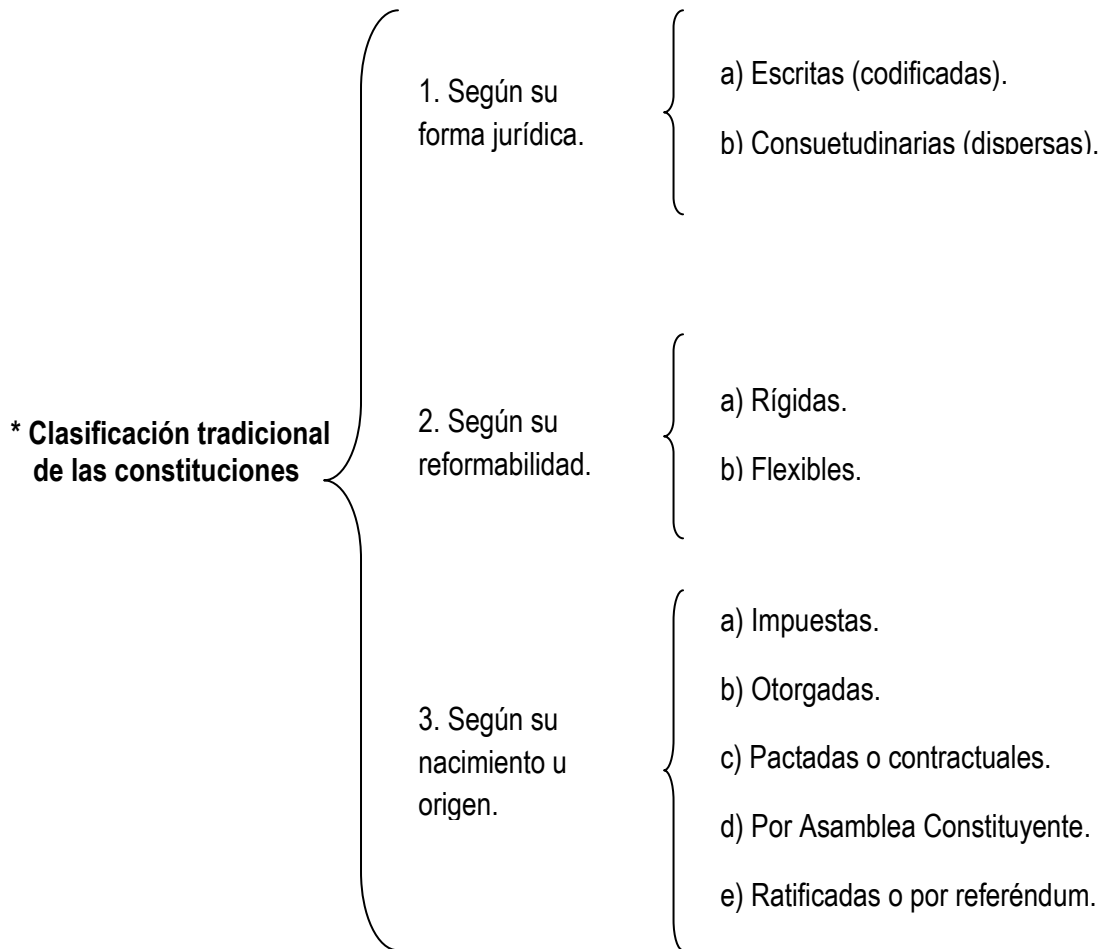 * Clasificación tradicional
de las constituciones
1. Según su
forma jurídica.
a) Escritas (codificadas).
b) Consuetudinarias (dispersas).
2. Según su
reformabilidad.
a) Rígidas.
b) Flexibles.
3. Según su
nacimiento u
origen.
a) Impuestas.
b) Otorgadas.
c) Pactadas o contractuales.
d) Por Asamblea Constituyente.
e) Ratificadas o por referéndum.